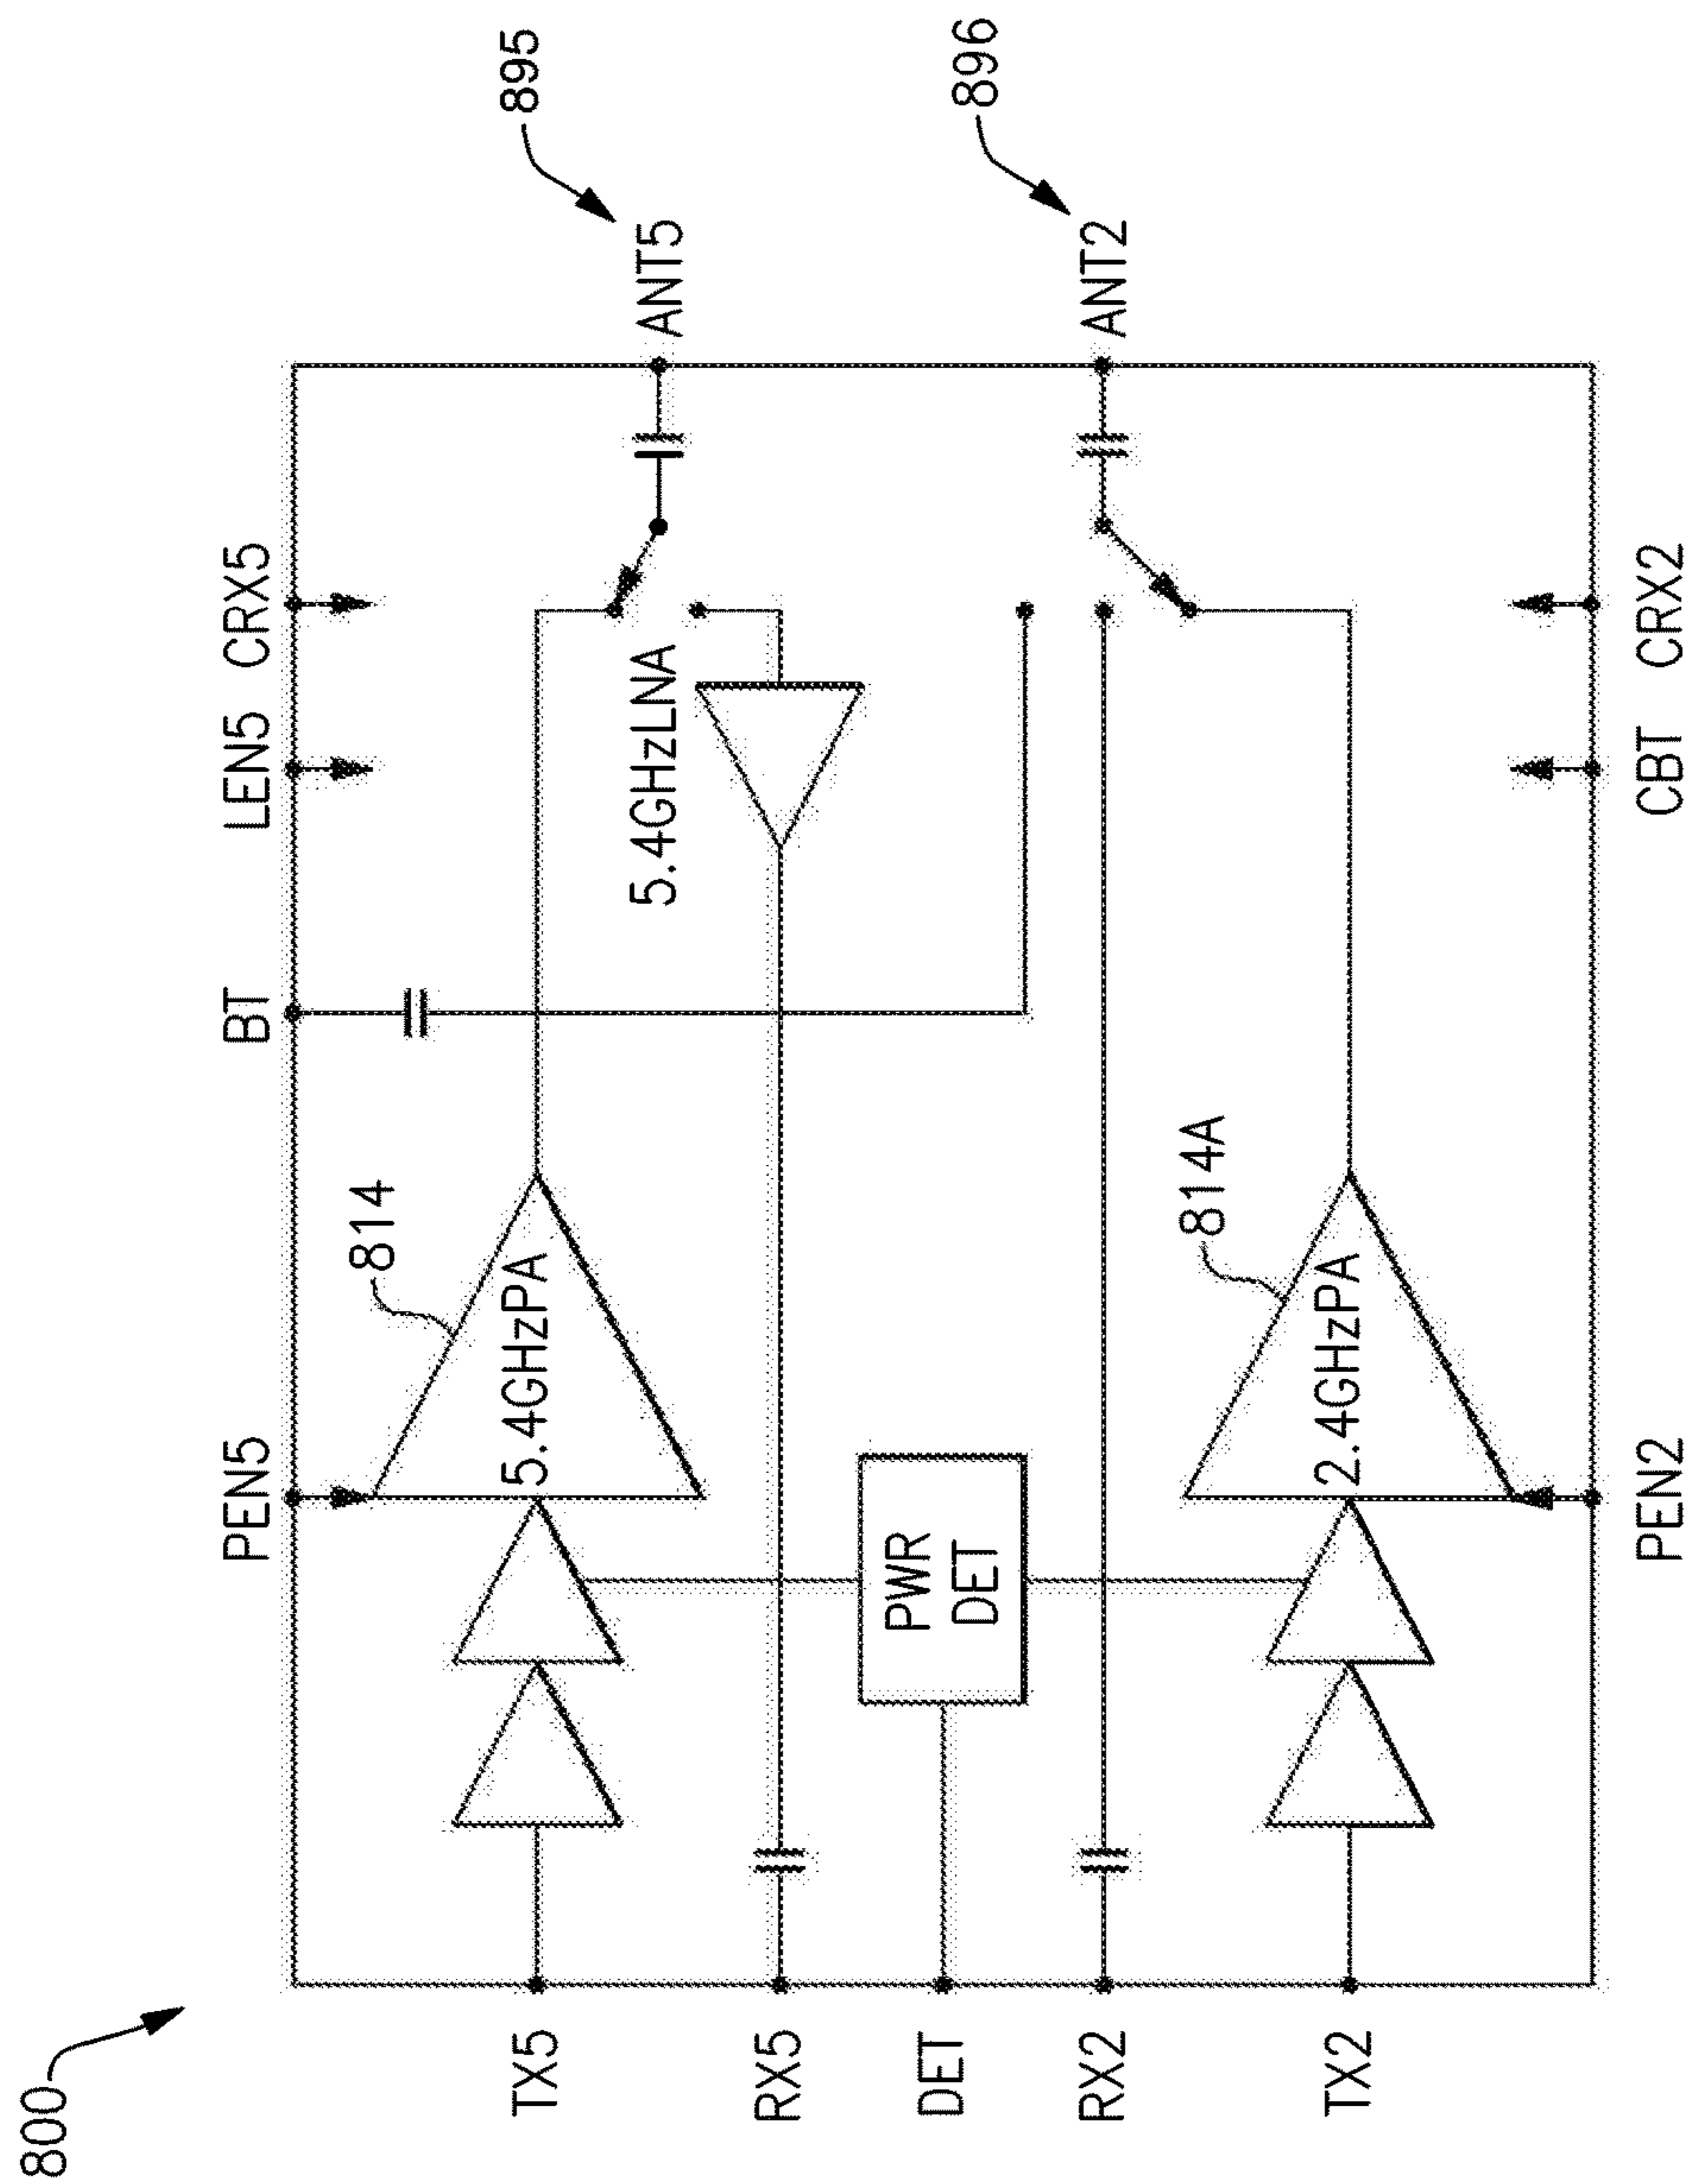 800
PEN5
BT
LEN5
CRX5
814
895
TX5
5.4GHzPA
ANT5
5.4GHzLNA
RX5
PWR
DET
DET
896
RX2
ANT2
814A
TX2
2.4GHzPA
PEN2
CBT
CRX2